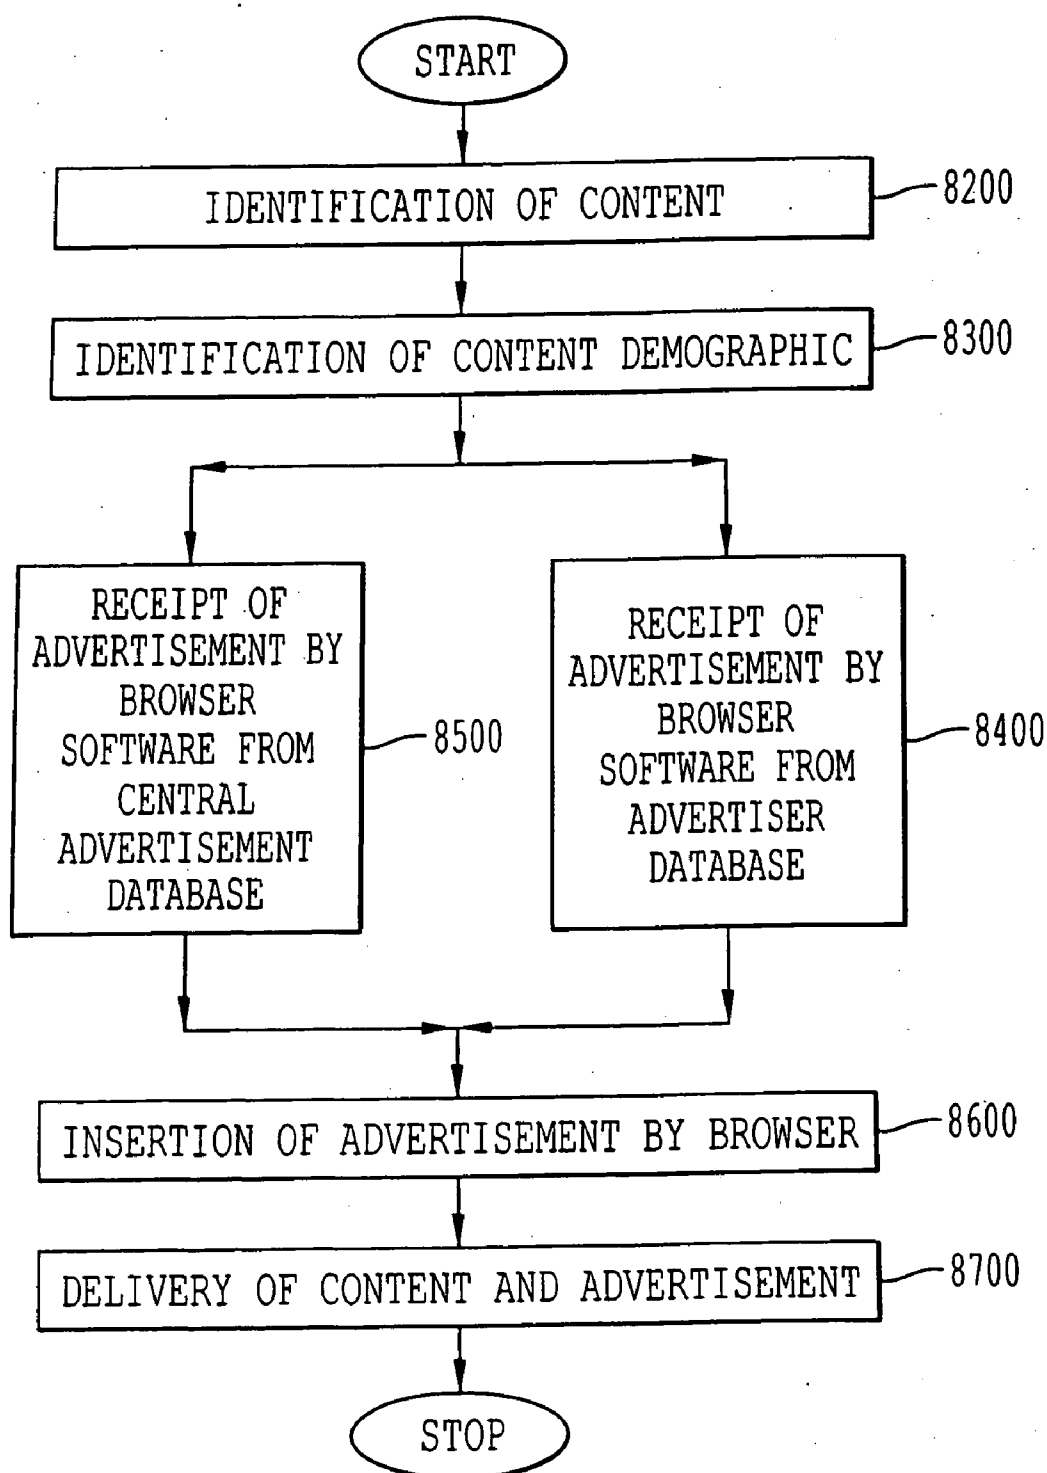 START
IDENTIFICATION OF CONTENT
8200
IDENTIFICATION OF CONTENT DEMOGRAPHIC
8300
RECEIPT OF
ADVERTISEMENT BY
BROWSER
SOFTWARE FROM
CENTRAL
ADVERTISEMENT
DATABASE
8500
RECEIPT OF
ADVERTISEMENT BY
BROWSER
SOFTWARE FROM
ADVERTISER
DATABASE
8400
INSERTION OF ADVERTISEMENT BY BROWSER
8600
DELIVERY OF CONTENT AND ADVERTISEMENT
8700
STOP